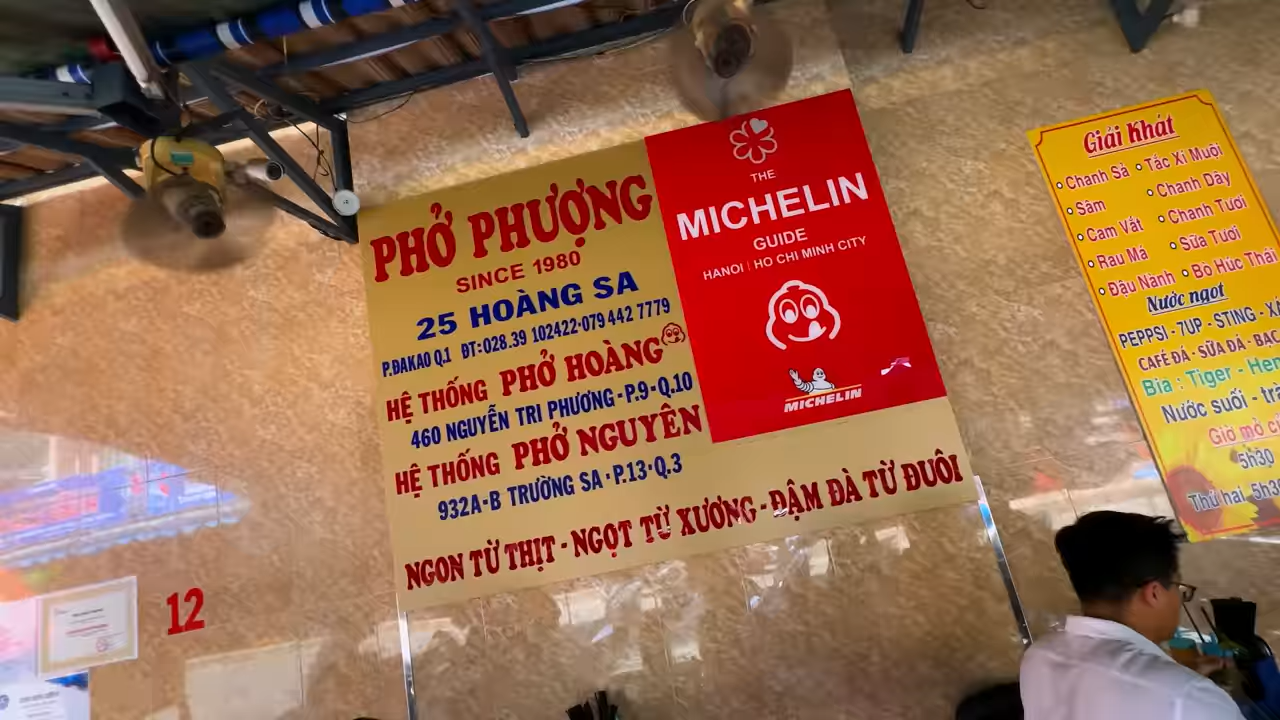 PHỞ PHƯỢNG
SINCE 1980
25 HOÀNG SA
P.ĐAKAO Q.1 ĐT:028.39 102422-079 442 7779
HỆ THỐNG PHỞ HOÀNG
460 NGUYỄN TRI PHƯƠNG - P.9 - Q.10
HỆ THỐNG PHỞ NGUYÊN
932A-B TRƯỜNG SA - P.13 - Q.3
NGON TỪ THỊT - NGỌT TỪ XƯƠNG - ĐẬM ĐÀ TỪ ĐUÔI
THE
MICHELIN
GUIDE
HANOI | HO CHI MINH CITY
MICHELIN
Giải Khát
Chanh Sả
Tắc Xí Muội
Sâm
Chanh Dây
Cam Vắt
Chanh Tươi
Rau Má
Sữa Tươi
Đậu Nành
Bò Húc Thái
Nước ngọt
PEPPSI - 7UP - STING -
CAFÉ ĐÁ - SỮA ĐÁ -
Bia : Tiger -
Nước suối -
Giờ mở
5h30
Thứ hai
12